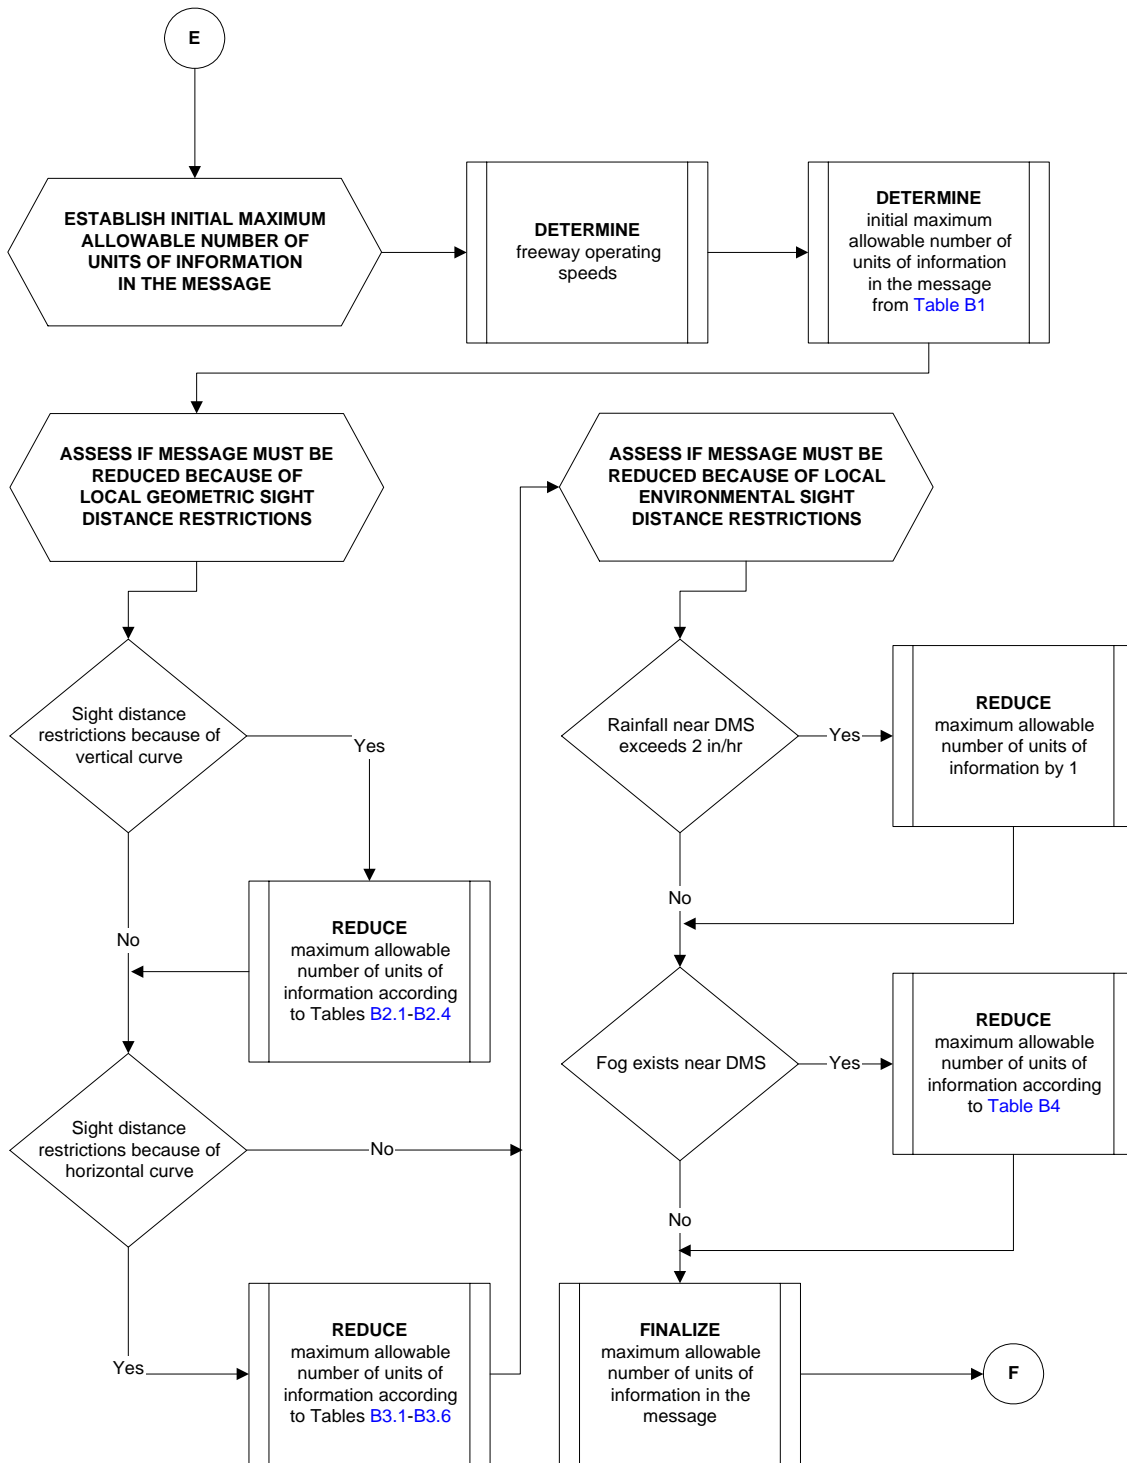 E
ESTABLISH INITIAL MAXIMUM
ALLOWABLE NUMBER OF
UNITS OF INFORMATION
IN THE MESSAGE
DETERMINE
freeway operating
speeds
DETERMINE
initial maximum
allowable number of
units of information
in the message
from Table B1
ASSESS IF MESSAGE MUST BE
REDUCED BECAUSE OF
LOCAL GEOMETRIC SIGHT
DISTANCE RESTRICTIONS
Sight distance
restrictions because of
vertical curve
Yes
No
REDUCE
maximum allowable
number of units of
information according
to Tables B2.1-B2.4
Sight distance
restrictions because of
horizontal curve
No
Yes
REDUCE
maximum allowable
number of units of
information according
to Tables B3.1-B3.6
ASSESS IF MESSAGE MUST BE
REDUCED BECAUSE OF LOCAL
ENVIRONMENTAL SIGHT
DISTANCE RESTRICTIONS
Rainfall near DMS
exceeds 2 in/hr
Yes
REDUCE
maximum allowable
number of units of
information by 1
No
Fog exists near DMS
Yes
REDUCE
maximum allowable
number of units of
information according
to Table B4
No
FINALIZE
maximum allowable
number of units of
information in the
message
F